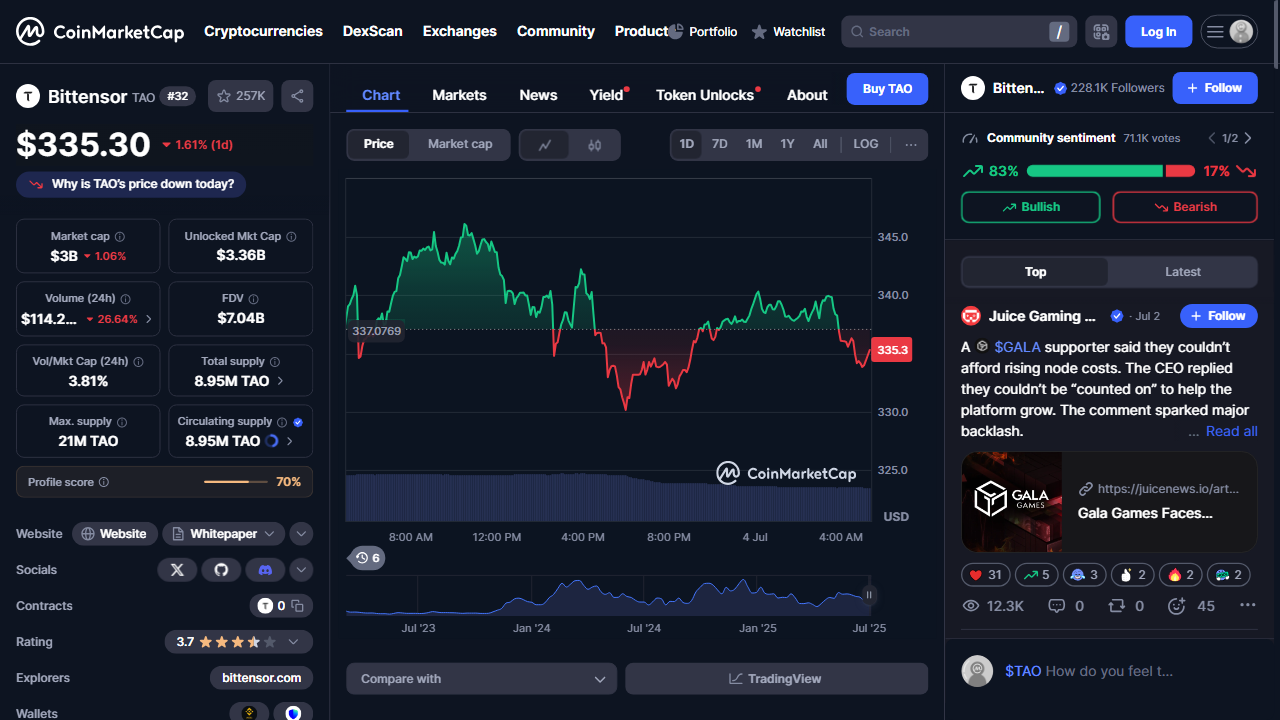 CoinMarketCap
Cryptocurrencies DexScan Exchanges Community Product Portfolio Watchlist Search / Log In
T Bittensor TAO #32 257K
$335.30 1.61% (1d)
Why is TAO's price down today?
Market cap
$3B 1.06%
Unlocked Mkt Cap
$3.36B
Volume (24h)
$114.2... 26.64%
FDV
$7.04B
Vol/Mkt Cap (24h)
3.81%
Total supply
8.95M TAO
Max. supply
21M TAO
Circulating supply
8.95M TAO
Profile score 70%
Website Website Whitepaper
Socials
Contracts T 0
Rating 3.7
Explorers bittensor.com
Wallets
Chart Markets News Yield Token Unlocks About Buy TAO
Price Market cap 1D 7D 1M 1Y All LOG ...
345.0
340.0
337.0769
335.3
330.0
325.0
CoinMarketCap
USD
8:00 AM 12:00 PM 4:00 PM 8:00 PM 4 Jul 4:00 AM
6
Jul '23 Jan '24 Jul '24 Jan '25 Jul '25
Compare with TradingView
T Bitten... 228.1K Followers + Follow
Community sentiment 71.1K votes 1/2
83% 17%
Bullish Bearish
Top Latest
Juice Gaming ... · Jul 2 + Follow
A $GALA supporter said they couldn't
afford rising node costs. The CEO replied
they couldn't be “counted on” to help the
platform grow. The comment sparked major
backlash. ... Read all
GALA
GAMES
https://juicenews.io/art...
Gala Games Faces...
31 5 3 2 2 2
12.3K 0 0 45 ...
$TAO How do you feel t...